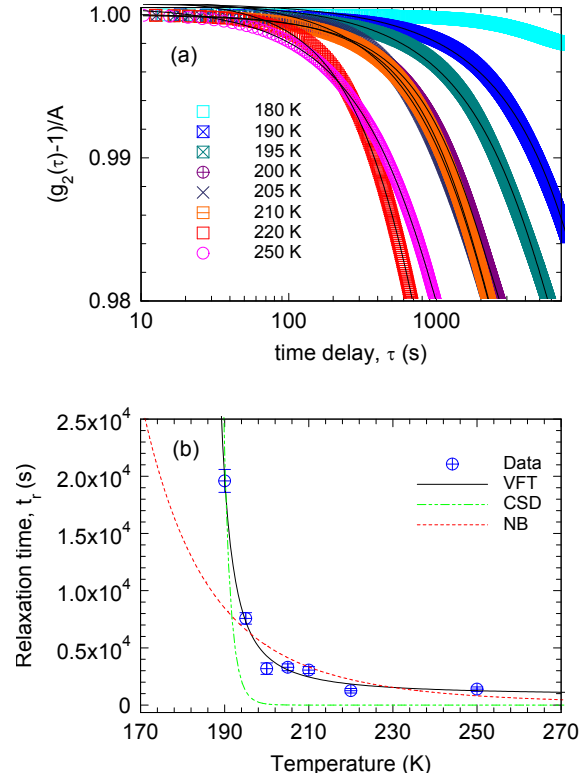 1.00
(a)
(g2(τ)-1)/A
180 K
190 K
195 K
200 K
205 K
210 K
220 K
250 K
0.99
0.98
10 100 1000
time delay, τ (s)
2.5x10^4
(b)
Data
VFT
CSD
NB
2.0x10^4
Relaxation time, t_r (s)
1.5x10^4
1.0x10^4
0.5x10^4
0
170 190 210 230 250 270
Temperature (K)